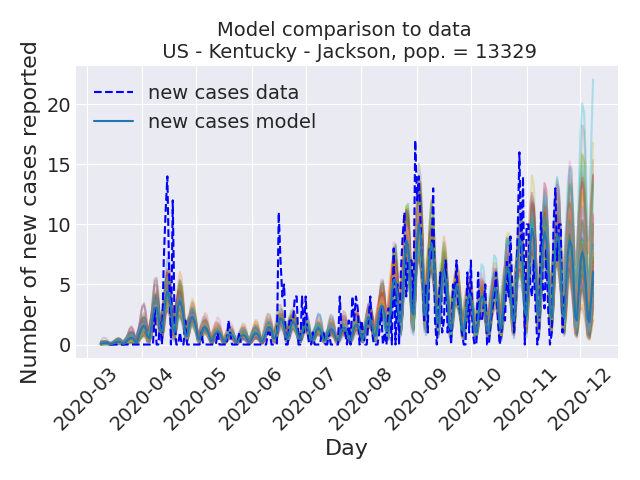 Model comparison to data
US - Kentucky - Jackson, pop. = 13329
Number of new cases reported
20
15
10
5
0
new cases data
new cases model
2020-03
2020-04
2020-05
2020-06
2020-07
2020-08
2020-09
2020-10
2020-11
2020-12
Day